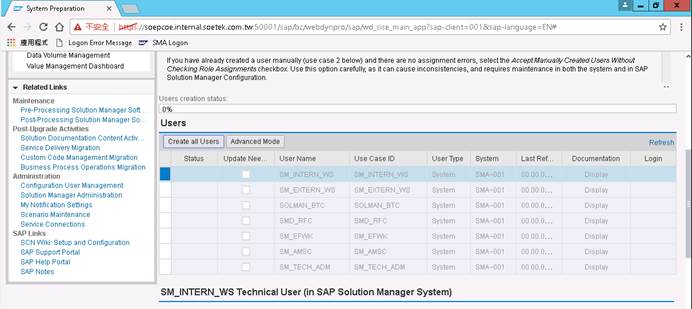 System Preparation
不安全
https://soepcoe.internal.soetek.com.tw:50001/sap/bc/webdynpro/sap/wd_sise_main_app?sap-client=001&sap-language=EN#
應用程式
Logon Error Message
SMA Logon
Data Volume Management
Value Management Dashboard
Related Links
Maintenance
Pre-Processing Solution Manager Soft...
Post-Processing Solution Manager So...
Post-Upgrade Activities
Solution Documentation Content Activ...
Service Delivery Migration
Custom Code Management Migration
Business Process Operations Migration
Administration
Configuration User Management
Solution Manager Administration
My Notification Settings
Scenario Maintenance
Service Connections
SAP Links
SCN Wiki: Setup and Configuration
SAP Support Portal
SAP Help Portal
SAP Notes
If you have already created a user manually (use case 2 below) and there are no assignment errors, select the Accept Manually Created Users Without
Checking Role Assignments checkbox. Use this option carefully, as it can cause inconsistencies, and requires maintenance in both the system and in SAP
Solution Manager Configuration.
Users creation status:
0%
Users
Create all Users Advanced Mode Refresh
Status Update Nee... User Name Use Case ID User Type System Last Ref... Documentation Login
SM_INTERN_WS SM_INTERN_WS System SMA-001 00.00.0... Display
SM_EXTERN_WS SM_EXTERN_WS System SMA-001 00.00.0... Display
SOLMAN_BTC SOLMAN_BTC System SMA-001 00.00.0... Display
SMD_RFC SMD_RFC System SMA-001 00.00.0... Display
SM_EFWK SM_EFWK System SMA-001 00.00.0... Display
SM_AMSC SM_AMSC System SMA-001 00.00.0... Display
SM_TECH_ADM SM_TECH_ADM System SMA-001 00.00.0... Display
SM_INTERN_WS Technical User (in SAP Solution Manager System)